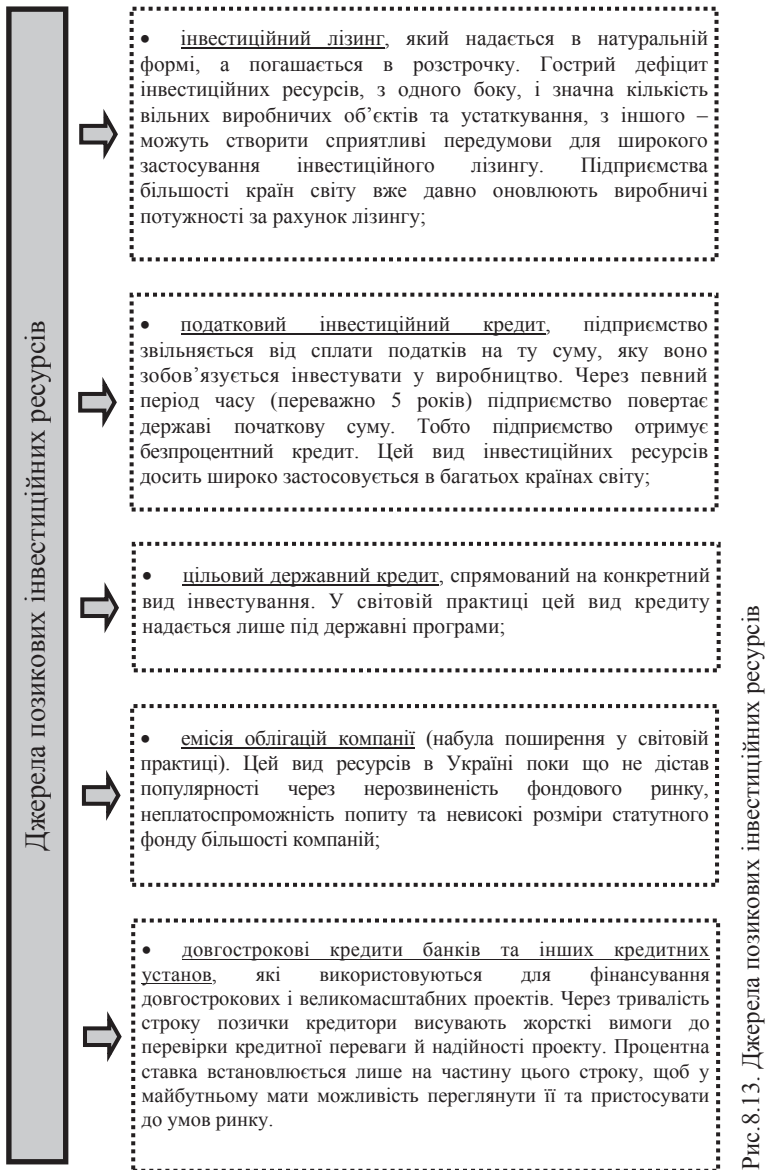 Джерела позикових інвестиційних ресурсів
• інвестиційний лізинг, який надається в натуральній
формі, а погашається в розстрочку. Гострий дефіцит
інвестиційних ресурсів, з одного боку, і значна кількість
вільних виробничих об’єктів та устаткування, з іншого –
можуть створити сприятливі передумови для широкого
застосування інвестиційного лізингу. Підприємства
більшості країн світу вже давно оновлюють виробничі
потужності за рахунок лізингу;
• податковий інвестиційний кредит, підприємство
звільняється від сплати податків на ту суму, яку воно
зобов’язується інвестувати у виробництво. Через певний
період часу (переважно 5 років) підприємство повертає
державі початкову суму. Тобто підприємство отримує
безпроцентний кредит. Цей вид інвестиційних ресурсів
досить широко застосовується в багатьох країнах світу;
• цільовий державний кредит, спрямований на конкретний
вид інвестування. У світовій практиці цей вид кредиту
надається лише під державні програми;
• емісія облігацій компанії (набула поширення у світовій
практиці). Цей вид ресурсів в Україні поки що не дістав
популярності через нерозвиненість фондового ринку,
неплатоспроможність попиту та невисокі розміри статутного
фонду більшості компаній;
• довгострокові кредити банків та інших кредитних
установ, які використовуються для фінансування
довгострокових і великомасштабних проектів. Через тривалість
строку позички кредитори висувають жорсткі вимоги до
перевірки кредитної переваги й надійності проекту. Процентна
ставка встановлюється лише на частину цього строку, щоб у
майбутньому мати можливість переглянути її та пристосувати
до умов ринку.
Рис.8.13. Джерела позикових інвестиційних ресурсів